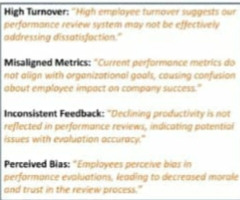 High Turnover: "High employee turnover suggests our
performance review system may not be effectively
addressing dissatisfaction."
Misaligned Metrics: "Current performance metrics do
not align with organizational goals, causing confusion
about employee impact on company success."
Inconsistent Feedback: "Declining productivity is not
reflected in performance reviews, indicating potential
issues with evaluation accuracy."
Perceived Bias: "Employees perceive bias in
performance evaluations, leading to decreased morale
and trust in the review process."